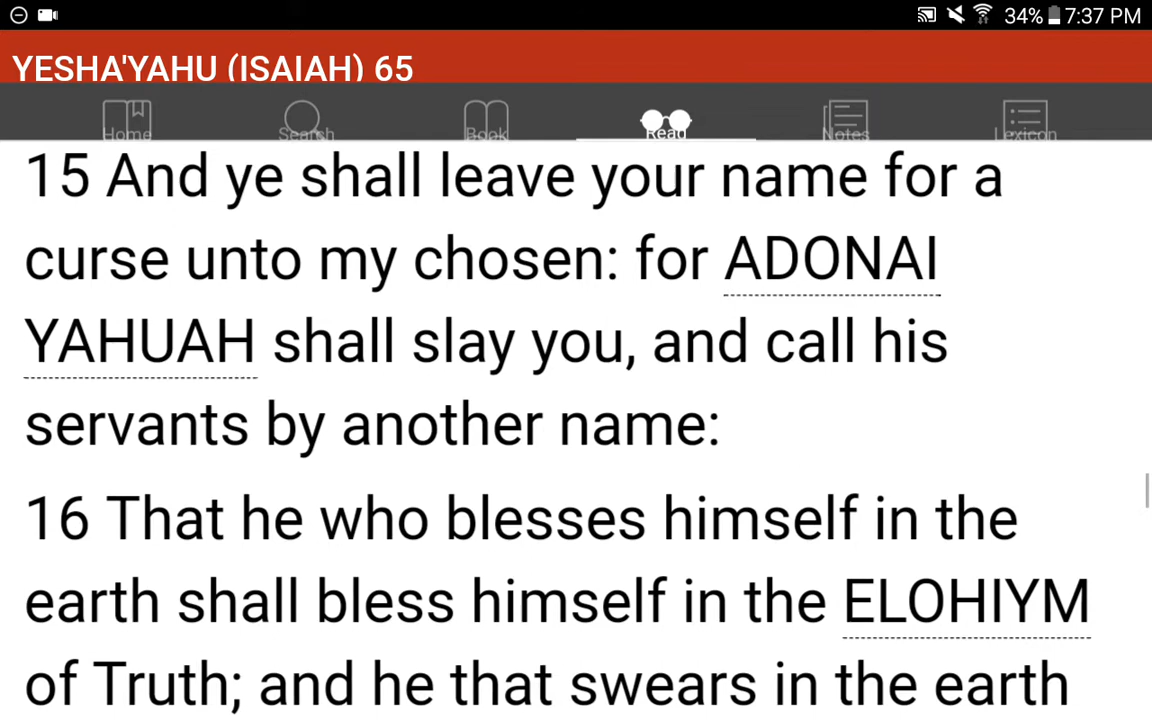 34% 7:37 PM
YESHA'YAHU (ISAIAH) 65
Home Search Book Read Notes Lexicon
15 And ye shall leave your name for a
curse unto my chosen: for ADONAI
YAHUAH shall slay you, and call his
servants by another name:
16 That he who blesses himself in the
earth shall bless himself in the ELOHIYM
of Truth; and he that swears in the earth